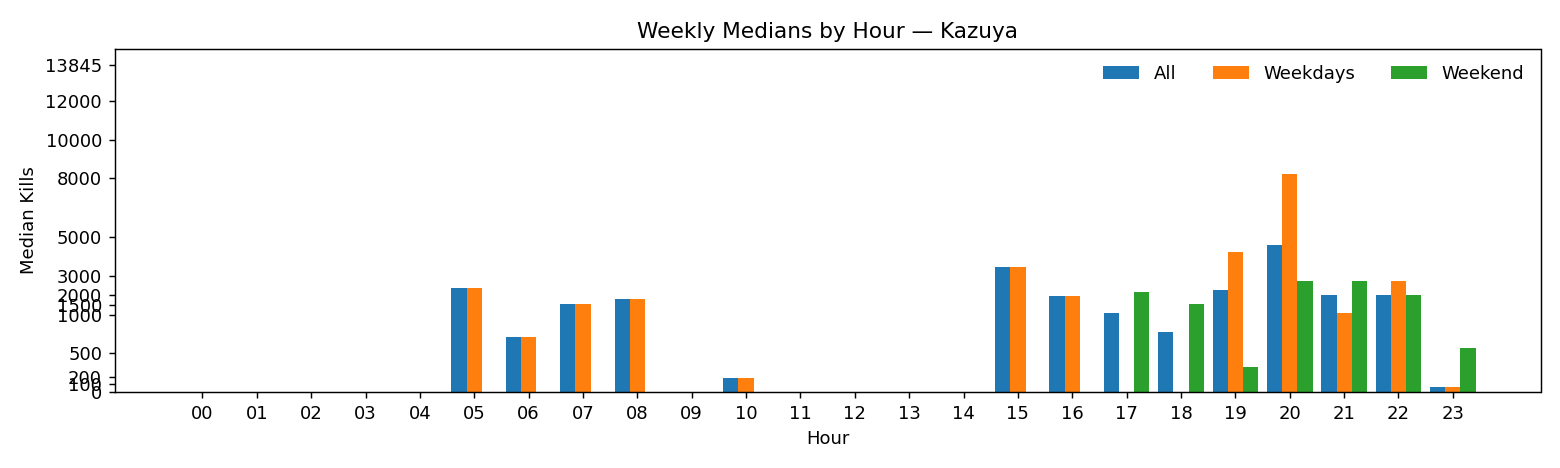 Weekly Medians by Hour — Kazuya
All Weekdays Weekend
Median Kills
13845
12000
10000
8000
5000
3000
2000
1500
1000
500
200
100
0
00 01 02 03 04 05 06 07 08 09 10 11 12 13 14 15 16 17 18 19 20 21 22 23
Hour